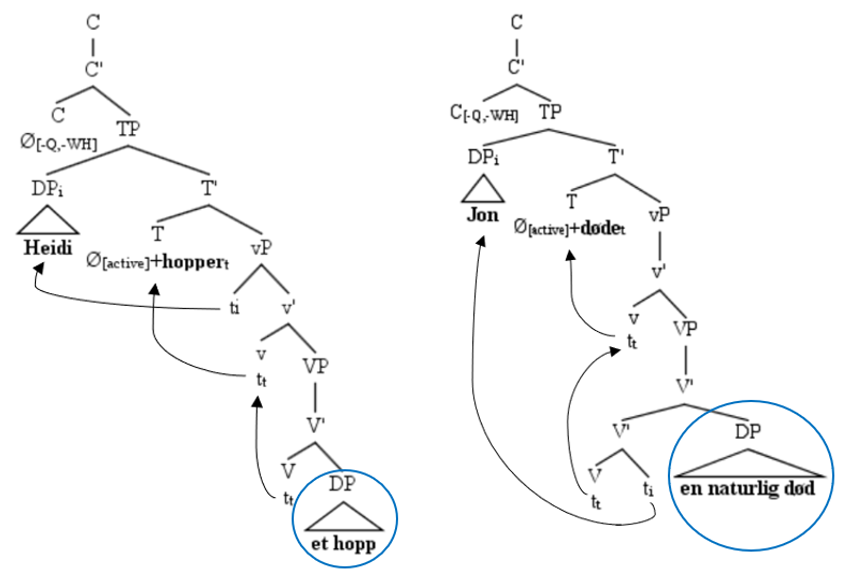 C
C'
C TP
Ø[-Q,-WH]
DPi T'
Heidi
T vP
Ø[active]+hoppert
ti v'
v VP
tt
V'
V DP
tt
et hopp
C
C'
C[-Q,-WH] TP
DPi T'
Jon
T vP
Ø[active]+dødet
v'
v VP
tt
V'
V' DP
en naturlig død
V ti
tt